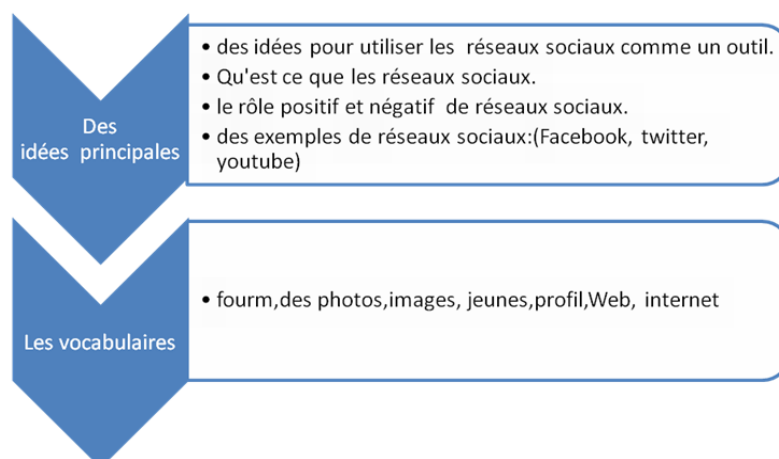 Des
idées principales
• des idées pour utiliser les réseaux sociaux comme un outil.
• Qu'est ce que les réseaux sociaux.
• le rôle positif et négatif de réseaux sociaux.
• des exemples de réseaux sociaux:(Facebook, twitter,
youtube)
Les vocabulaires
• fourm,des photos,images, jeunes,profil,Web, internet